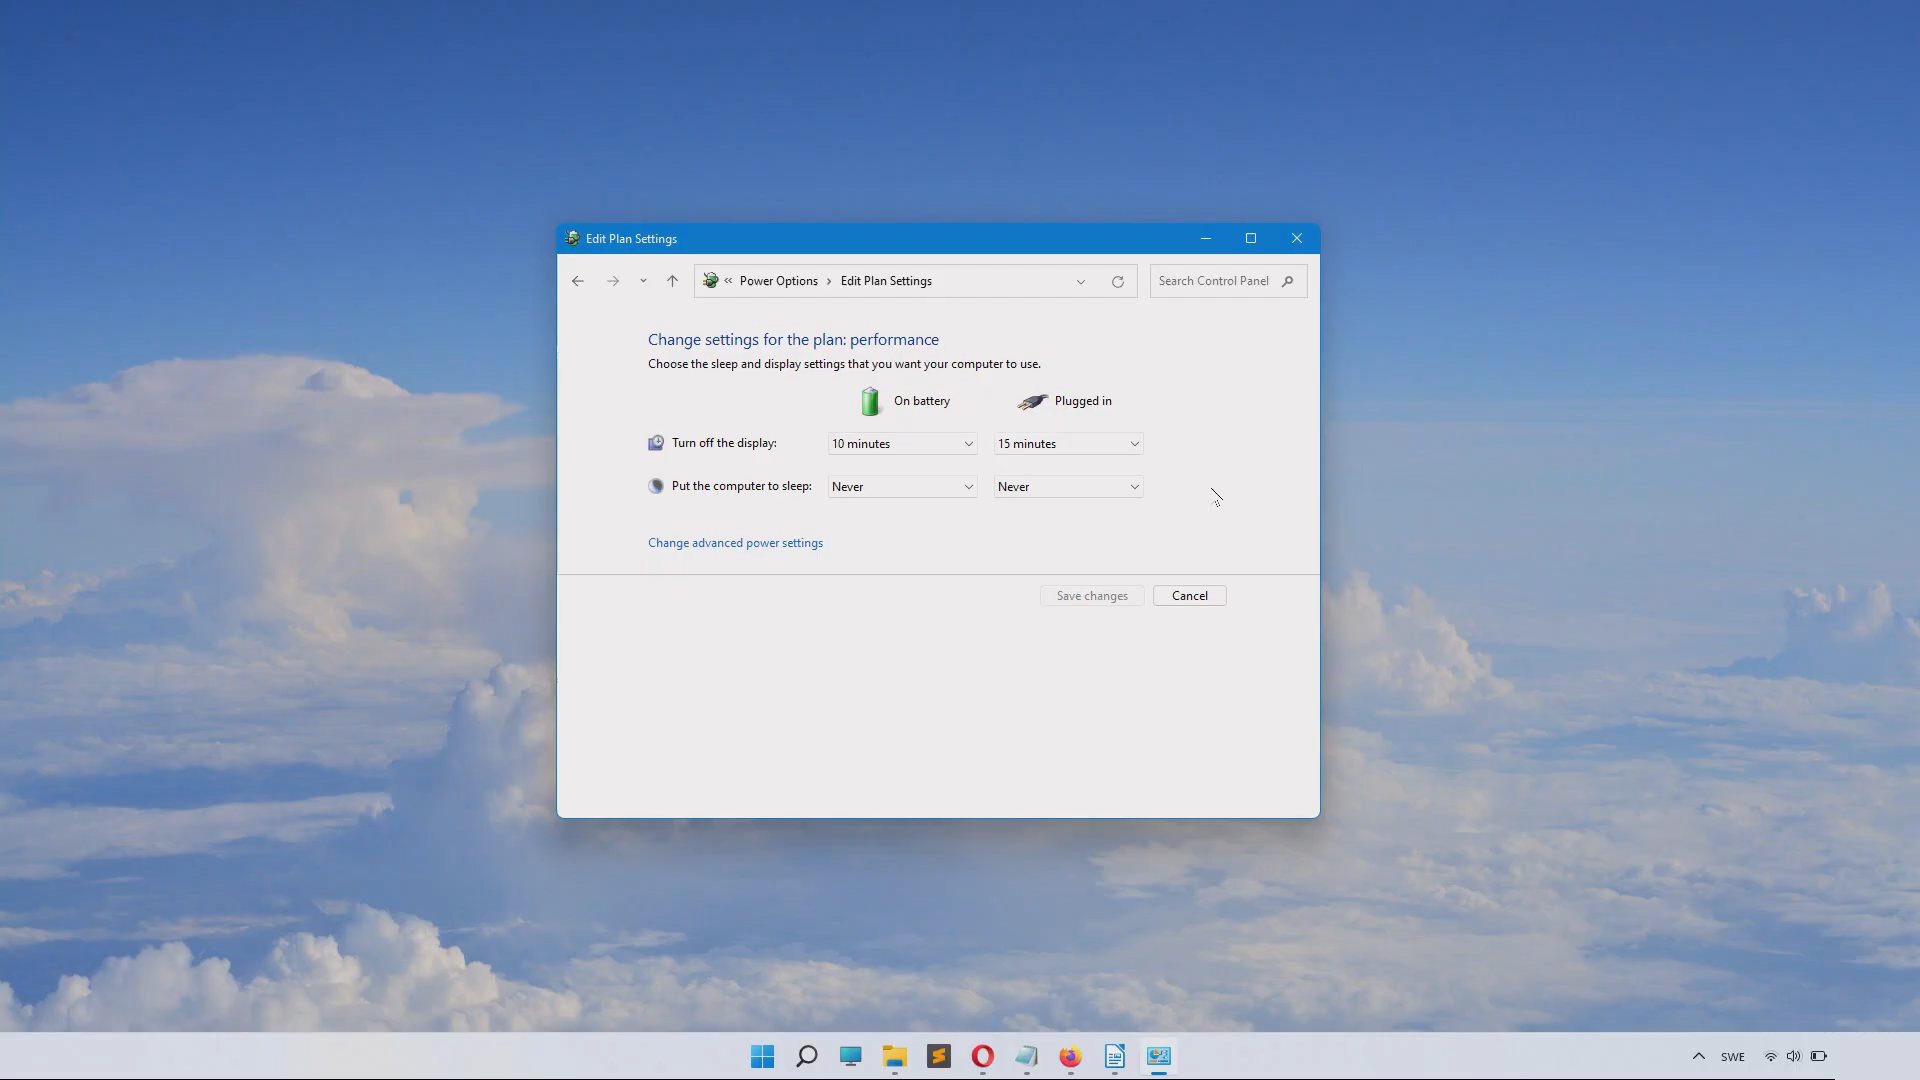 Edit Plan Settings
« Power Options › Edit Plan Settings
Search Control Panel
Change settings for the plan: performance
Choose the sleep and display settings that you want your computer to use.
On battery Plugged in
Turn off the display: 10 minutes 15 minutes
Put the computer to sleep: Never Never
Change advanced power settings
Save changes Cancel
SWE